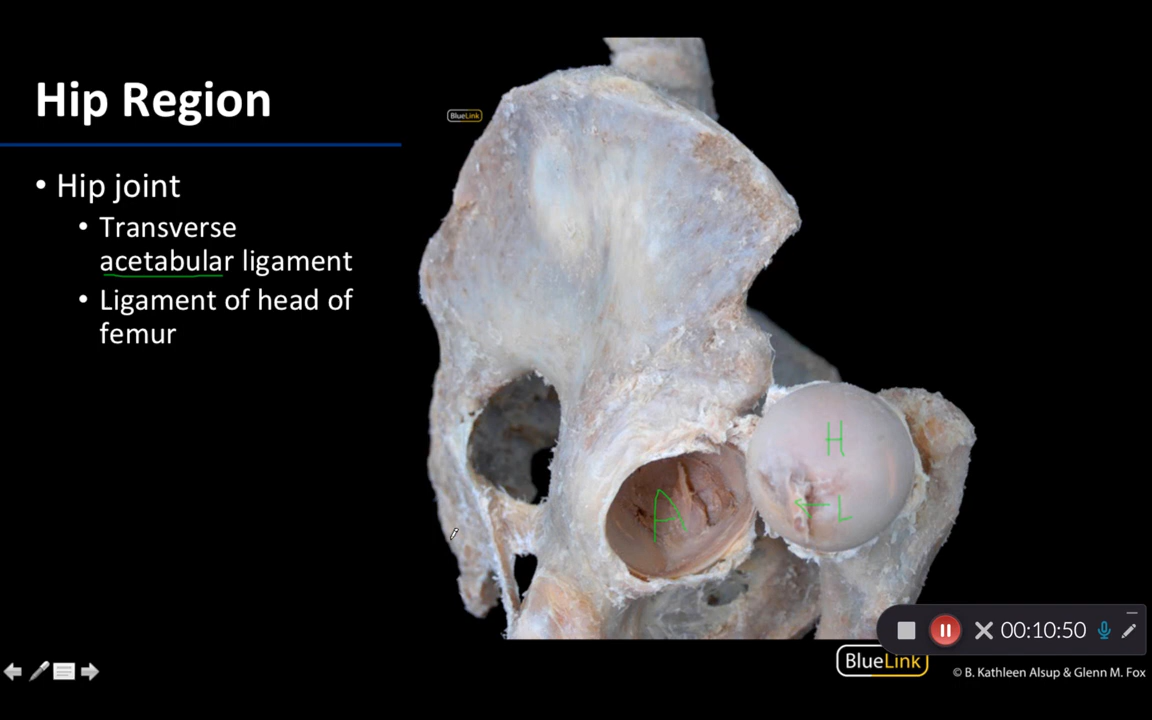 Hip Region
• Hip joint
• Transverse
acetabular ligament
• Ligament of head of
femur
BlueLink
H
A
L
00:10:50
BlueLink
© B. Kathleen Alsup & Glenn M. Fox